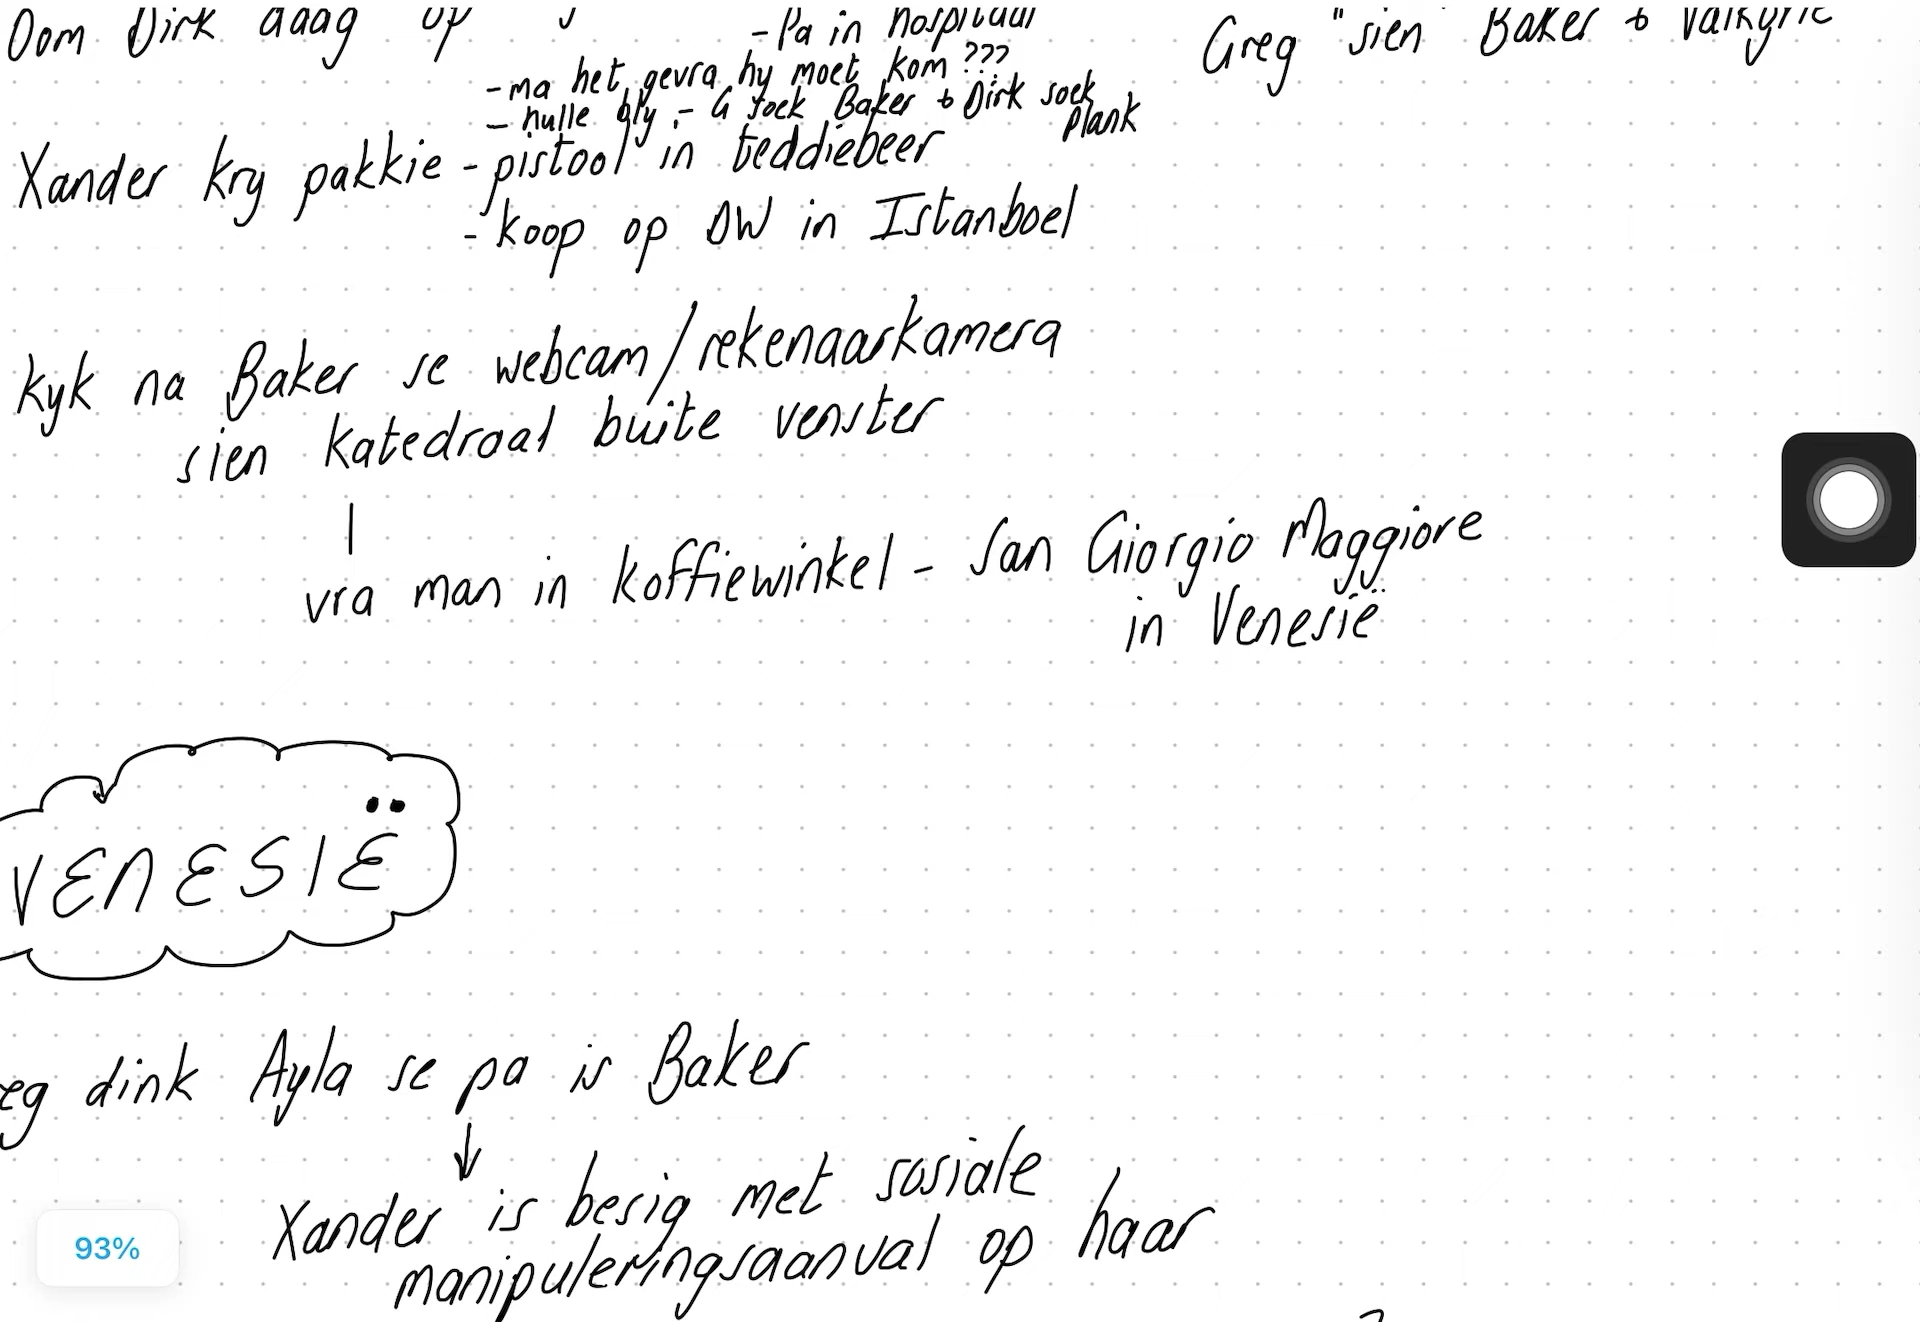 Oom Dirk daag op
- Pa in hospitaal
Greg "sien" Baker & Valkyrie
- ma het gevra hy moet kom ???
- hulle bly - G soek Baker & Dirk soek
plank
Xander kry pakkie - pistool in teddiebeer
- koop op DW in Istanboel
Kyk na Baker se webcam/rekenaarkamera
sien katedraal buite venster
vra man in koffiewinkel - San Giorgio Maggiore
in Venesië
VENESIË
eg dink Ayla se pa is Baker
↓
Xander is besig met sosiale
manipuleringsaanval op haar
93%